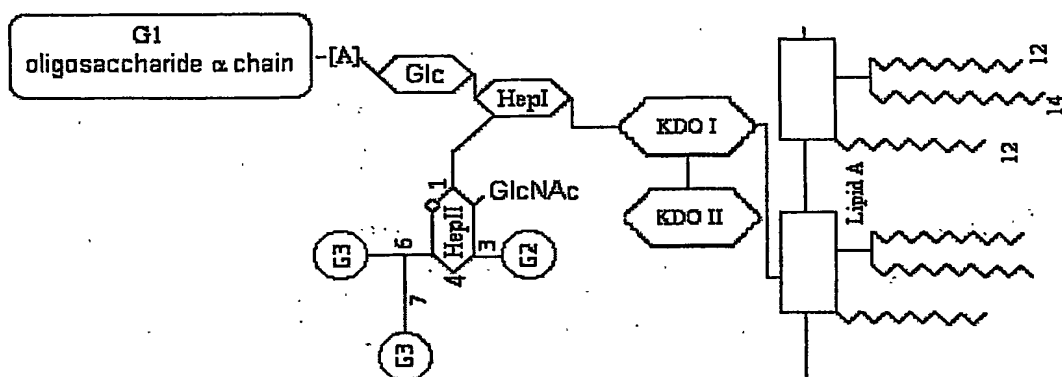 G1
oligosaccharide α chain
-[A]
Glc
HepI
KDO I
KDO II
1
GlcNAc
HepII
G3
6
4
3
G2
7
G3
Lipid A
12
14
12